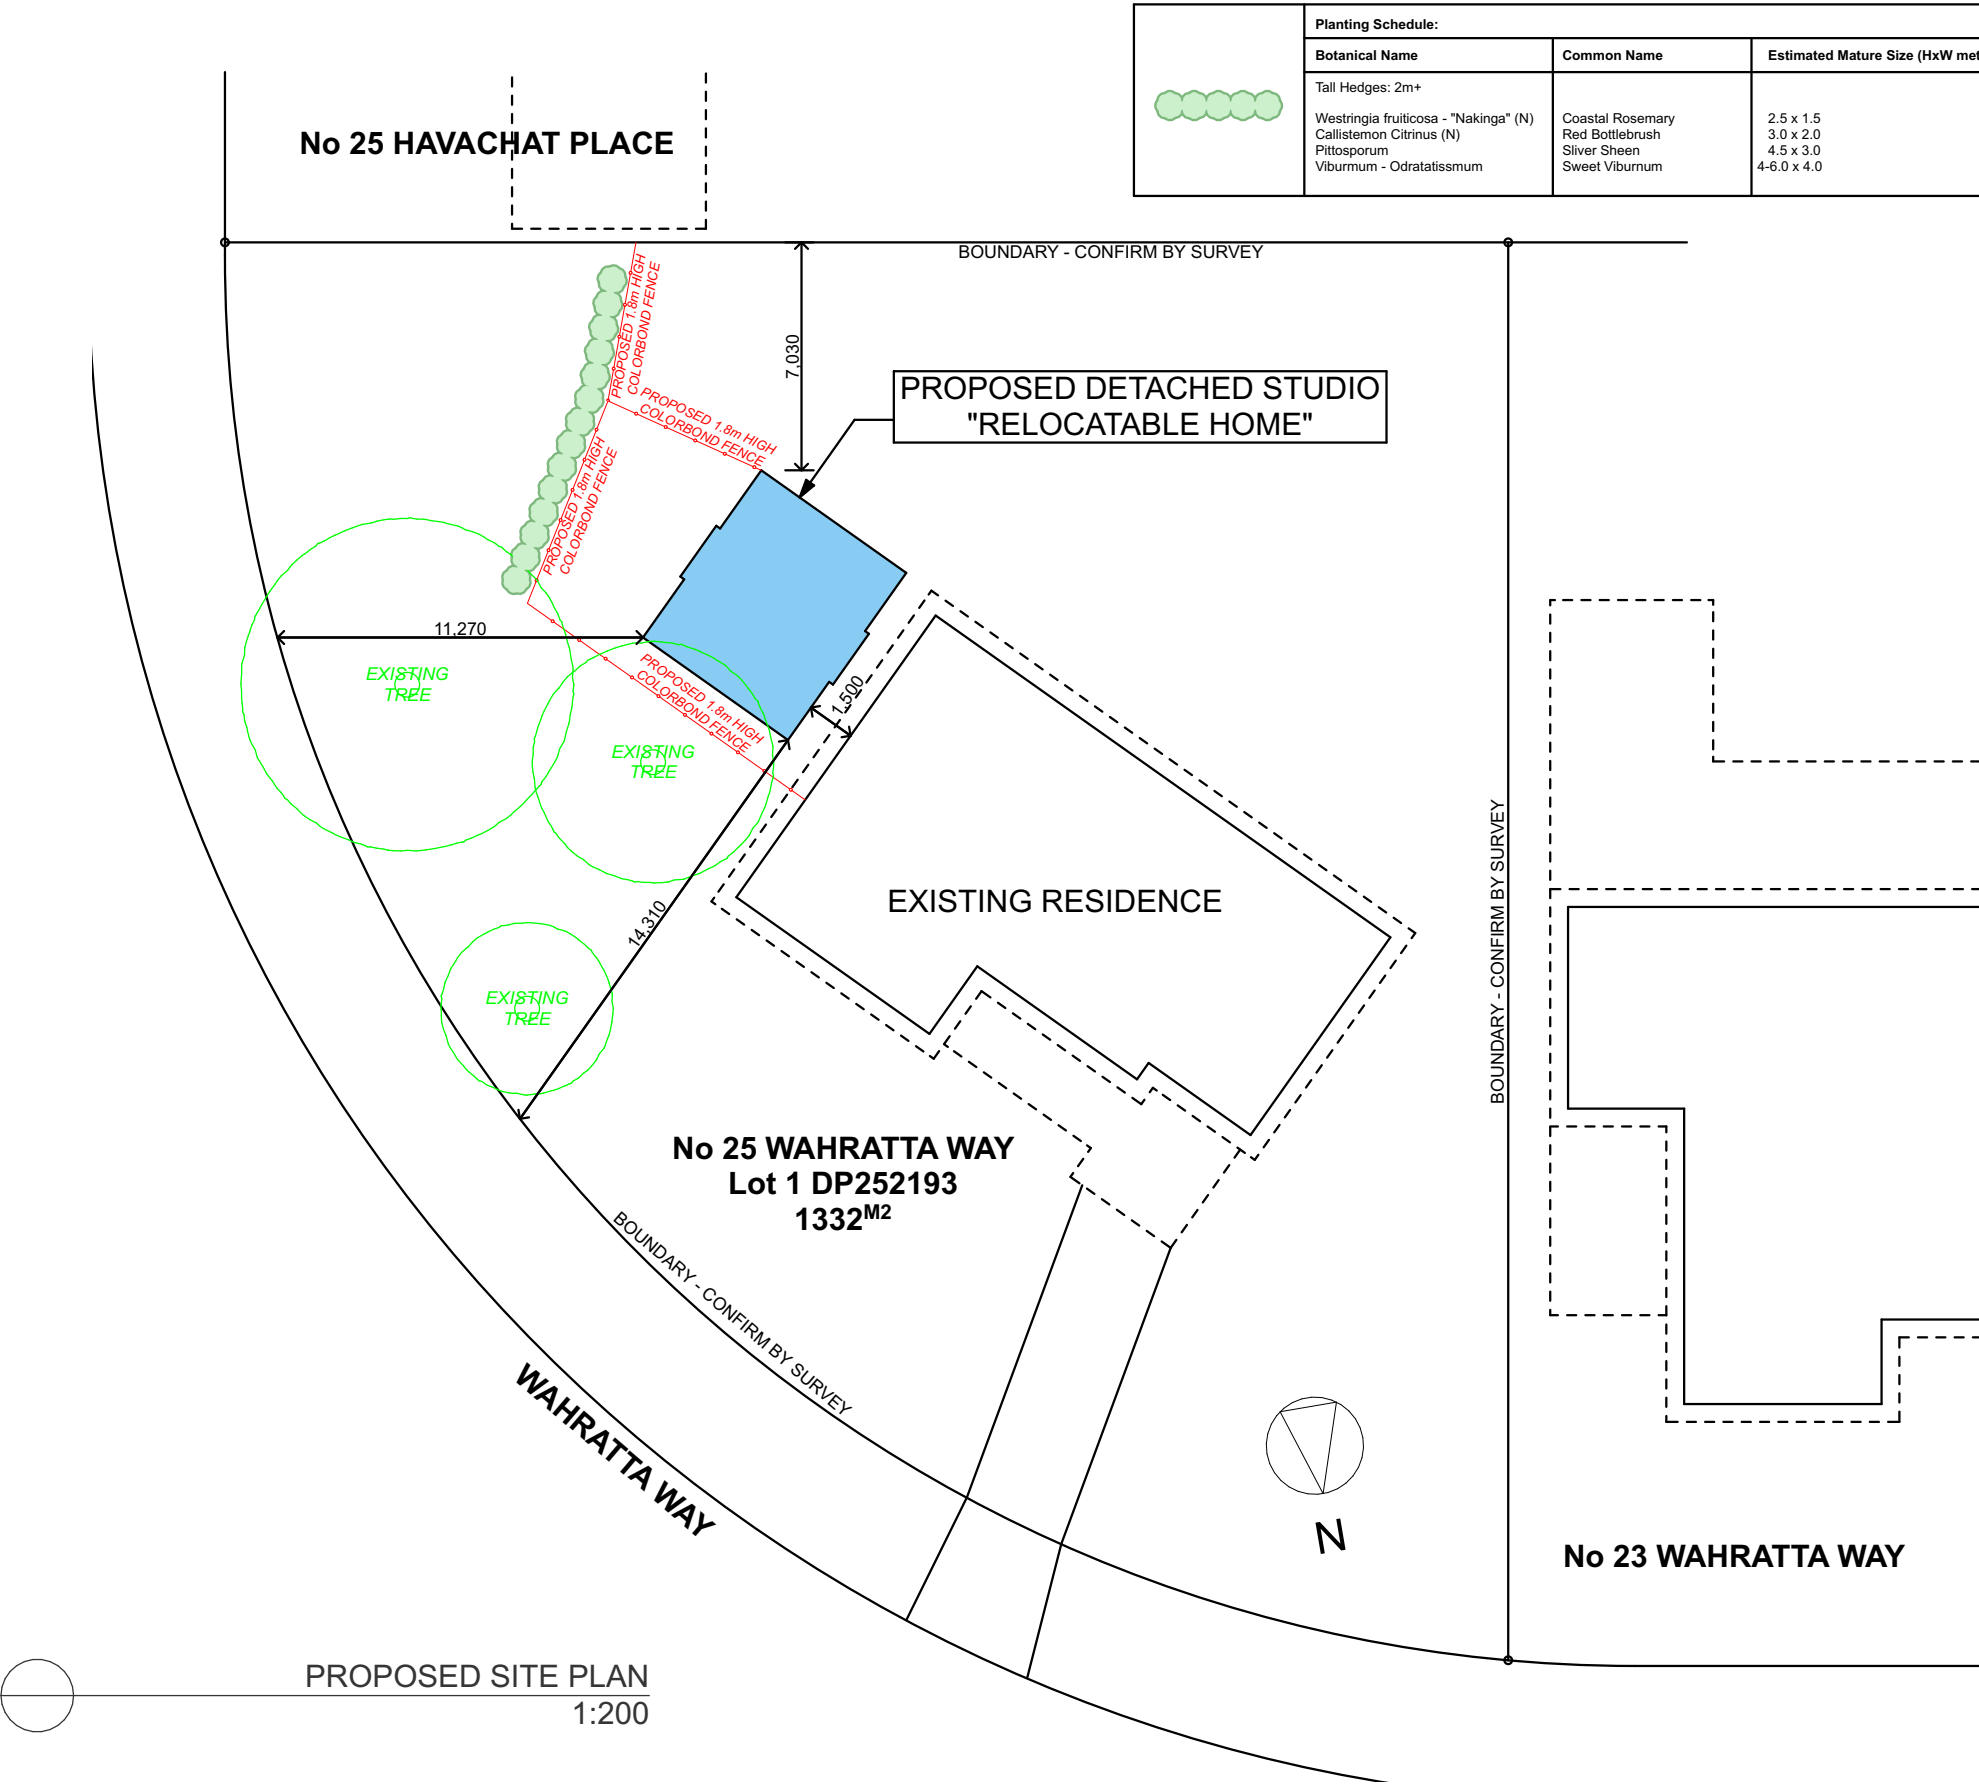 Planting Schedule:
Botanical Name
Common Name
Estimated Mature Size (HxW met
Tall Hedges: 2m+
Westringia fruiticosa - "Nakinga" (N)
Coastal Rosemary
2.5 x 1.5
Callistemon Citrinus (N)
Red Bottlebrush
3.0 x 2.0
Pittosporum
Sliver Sheen
4.5 x 3.0
Viburmum - Odratatissmum
Sweet Viburnum
4-6.0 x 4.0
No 25 HAVACHAT PLACE
BOUNDARY - CONFIRM BY SURVEY
PROPOSED 1.8m HIGH
COLORBOND FENCE
7,030
PROPOSED DETACHED STUDIO
"RELOCATABLE HOME"
PROPOSED 1.8m HIGH
COLORBOND FENCE
PROPOSED 1.8m HIGH
COLORBOND FENCE
11,270
EXISTING
TREE
PROPOSED 1.8m HIGH
COLORBOND FENCE
1,500
EXISTING
TREE
EXISTING RESIDENCE
14,310
BOUNDARY - CONFIRM BY SURVEY
EXISTING
TREE
No 25 WAHRATTA WAY
Lot 1 DP252193
1332M2
BOUNDARY - CONFIRM BY SURVEY
WAHRATTA WAY
N
No 23 WAHRATTA WAY
PROPOSED SITE PLAN
1:200